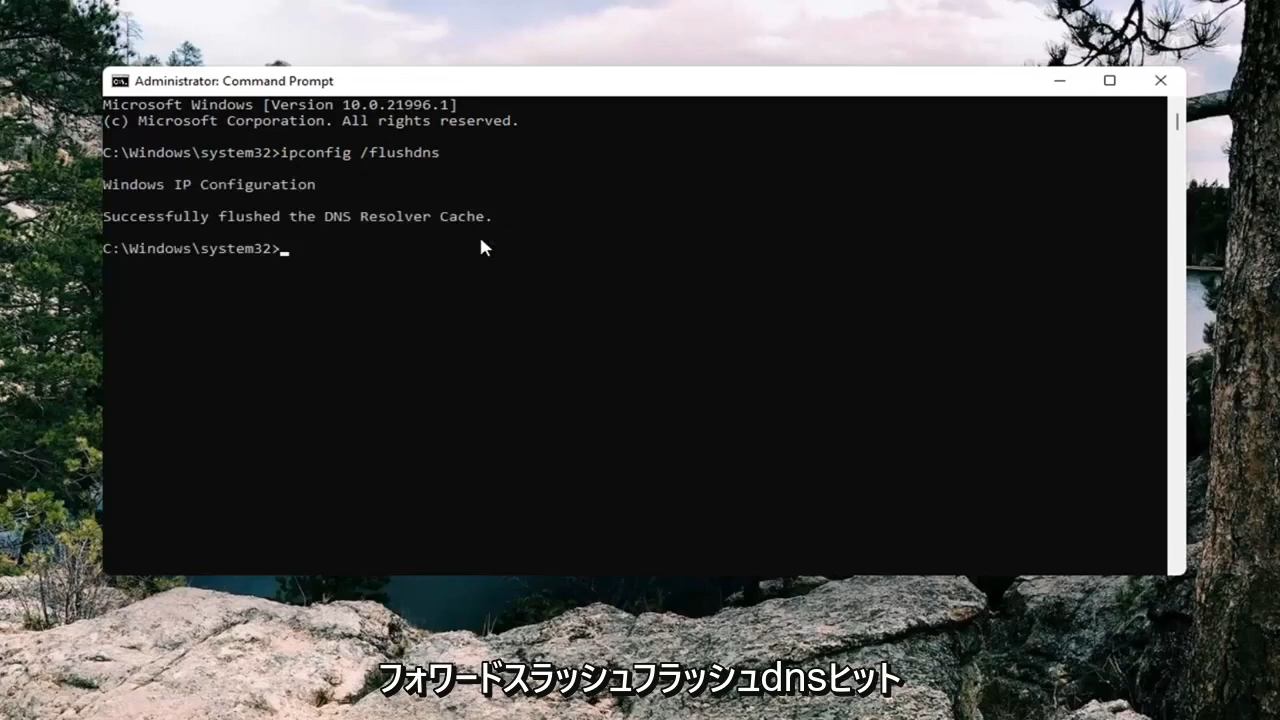 Administrator: Command Prompt
Microsoft Windows [Version 10.0.21996.1]
(c) Microsoft Corporation. All rights reserved.
C:\Windows\system32>ipconfig /flushdns
Windows IP Configuration
Successfully flushed the DNS Resolver Cache.
C:\Windows\system32>
フォワードスラッシュフラッシュdnsヒット